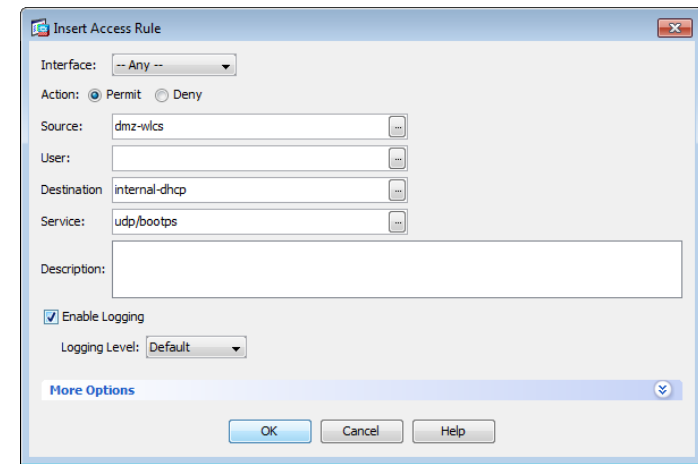 Insert Access Rule
Interface: -- Any --
Action: Permit Deny
Source: dmz-wlcs ...
User: ...
Destination internal-dhcp ...
Service: udp/bootps ...
Description:
Enable Logging
Logging Level: Default
More Options
OK Cancel Help